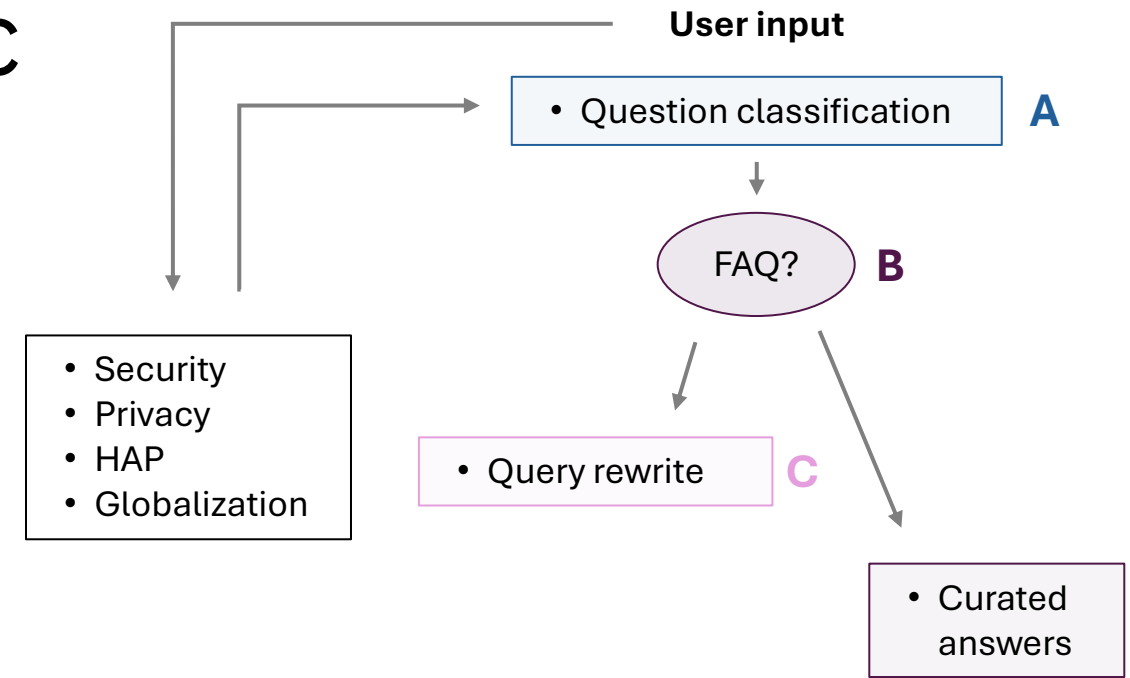 C
User input
• Question classification
A
FAQ?
B
• Security
• Privacy
• HAP
• Globalization
• Query rewrite
C
• Curated
answers